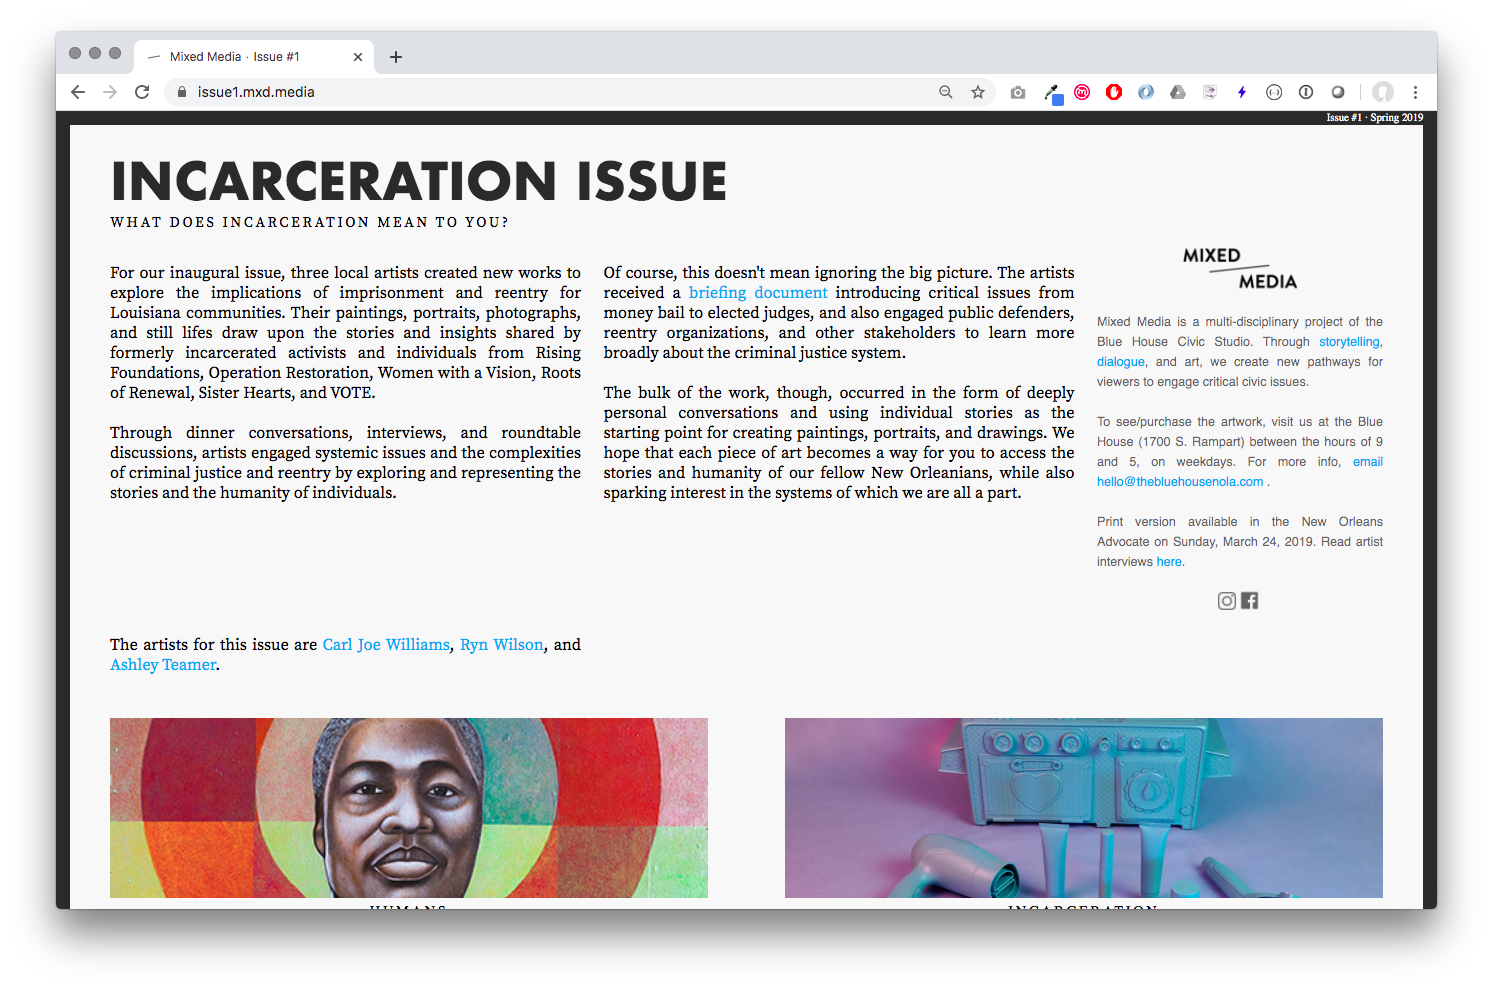 Mixed Media · Issue #1
issue1.mxd.media
Issue #1 · Spring 2019
INCARCERATION ISSUE
WHAT DOES INCARCERATION MEAN TO YOU?
For our inaugural issue, three local artists created new works to
explore the implications of imprisonment and reentry for
Louisiana communities. Their paintings, portraits, photographs,
and still lifes draw upon the stories and insights shared by
formerly incarcerated activists and individuals from Rising
Foundations, Operation Restoration, Women with a Vision, Roots
of Renewal, Sister Hearts, and VOTE.
Through dinner conversations, interviews, and roundtable
discussions, artists engaged systemic issues and the complexities
of criminal justice and reentry by exploring and representing the
stories and the humanity of individuals.
Of course, this doesn't mean ignoring the big picture. The artists
received a briefing document introducing critical issues from
money bail to elected judges, and also engaged public defenders,
reentry organizations, and other stakeholders to learn more
broadly about the criminal justice system.
The bulk of the work, though, occurred in the form of deeply
personal conversations and using individual stories as the
starting point for creating paintings, portraits, and drawings. We
hope that each piece of art becomes a way for you to access the
stories and humanity of our fellow New Orleanians, while also
sparking interest in the systems of which we are all a part.
MIXED
MEDIA
Mixed Media is a multi-disciplinary project of the
Blue House Civic Studio. Through storytelling,
dialogue, and art, we create new pathways for
viewers to engage critical civic issues.
To see/purchase the artwork, visit us at the Blue
House (1700 S. Rampart) between the hours of 9
and 5, on weekdays. For more info, email
hello@thebluehousenola.com .
Print version available in the New Orleans
Advocate on Sunday, March 24, 2019. Read artist
interviews here.
The artists for this issue are Carl Joe Williams, Ryn Wilson, and
Ashley Teamer.
HUMANS
INCARCERATION